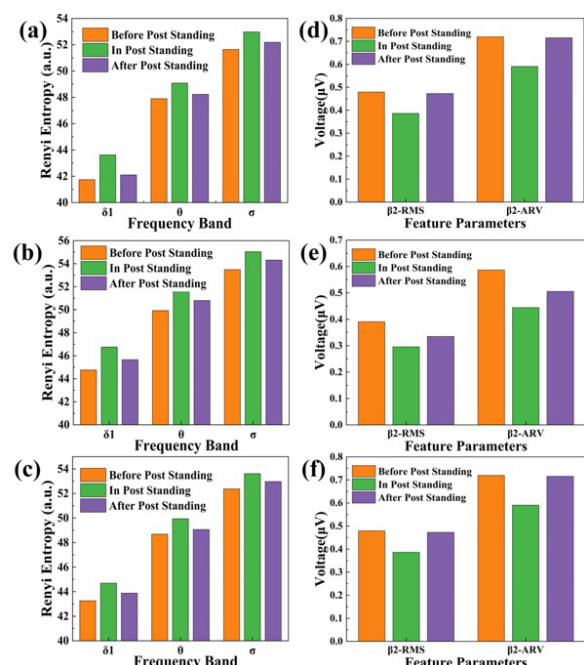 (a)
Renyi Entropy (a.u.)
52
50
48
46
44
42
40
Before Post Standing
In Post Standing
After Post Standing
δ1 θ σ
Frequency Band
(d)
Voltage(μV)
0.8
0.7
0.6
0.5
0.4
0.3
0.2
0.1
0.0
Before Post Standing
In Post Standing
After Post Standing
β2-RMS β2-ARV
Feature Parameters
(b)
Renyi Entropy (a.u.)
56
54
52
50
48
46
44
42
40
Before Post Standing
In Post Standing
After Post Standing
δ1 θ σ
Frequency Band
(e)
Voltage(μV)
0.7
0.6
0.5
0.4
0.3
0.2
0.1
0.0
Before Post Standing
In Post Standing
After Post Standing
β2-RMS β2-ARV
Feature Parameters
(c)
Renyi Entropy (a.u.)
54
52
50
48
46
44
42
40
Before Post Standing
In Post Standing
After Post Standing
δ1 θ σ
Frequency Band
(f)
Voltage(μV)
0.8
0.7
0.6
0.5
0.4
0.3
0.2
0.1
0.0
Before Post Standing
In Post Standing
After Post Standing
β2-RMS β2-ARV
Feature Parameters